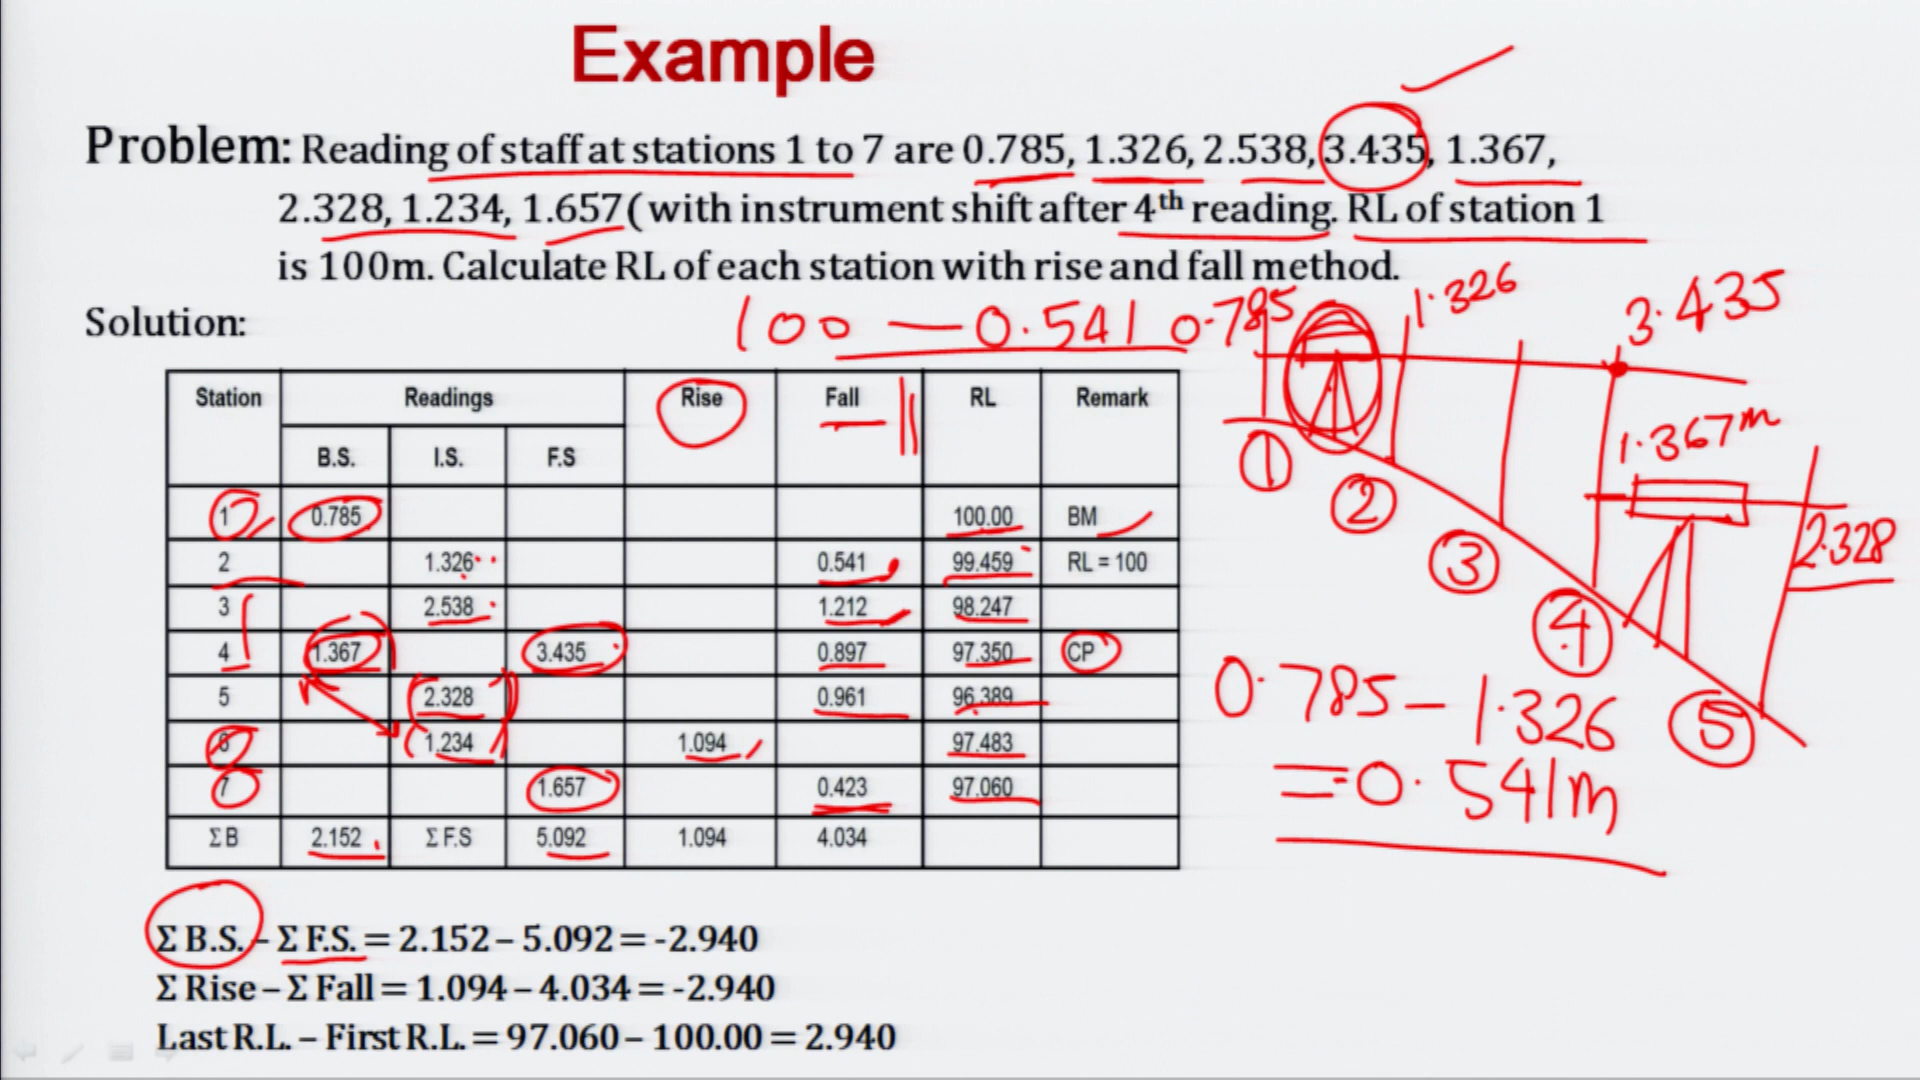 Example
Problem: Reading of staff at stations 1 to 7 are 0.785, 1.326, 2.538, 3.435, 1.367,
2.328, 1.234, 1.657( with instrument shift after 4th reading. RL of station 1
is 100m. Calculate RL of each station with rise and fall method.
Solution:
100 — 0.541
0.785
1.326
3.435
Station Readings Rise Fall RL Remark
B.S. I.S. F.S
1 0.785 100.00 BM
2 1.326 0.541 99.459 RL = 100
3 2.538 1.212 98.247
4 1.367 3.435 0.897 97.350 CP
5 2.328 0.961 96.389
6 1.234 1.094 97.483
7 1.657 0.423 97.060
Σ B 2.152 Σ F.S 5.092 1.094 4.034
1
2
3
4
5
1.367m
2.328
0.785 – 1.326
= 0.541m
Σ B.S. – Σ F.S. = 2.152 – 5.092 = -2.940
Σ Rise – Σ Fall = 1.094 – 4.034 = -2.940
Last R.L. – First R.L. = 97.060 – 100.00 = 2.940